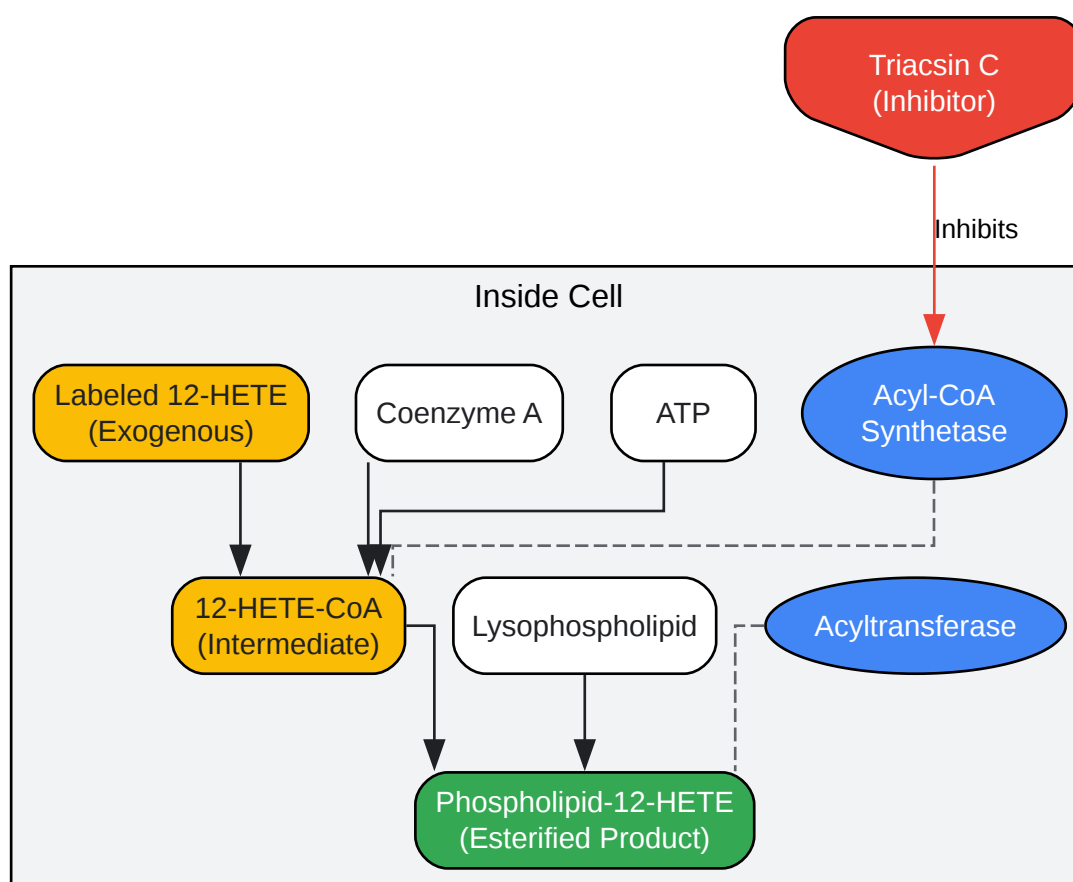 Triacsin C
(Inhibitor)
Inhibits
Inside Cell
Labeled 12-HETE
(Exogenous)
Coenzyme A
ATP
Acyl-CoA
Synthetase
12-HETE-CoA
(Intermediate)
Lysophospholipid
Acyltransferase
Phospholipid-12-HETE
(Esterified Product)